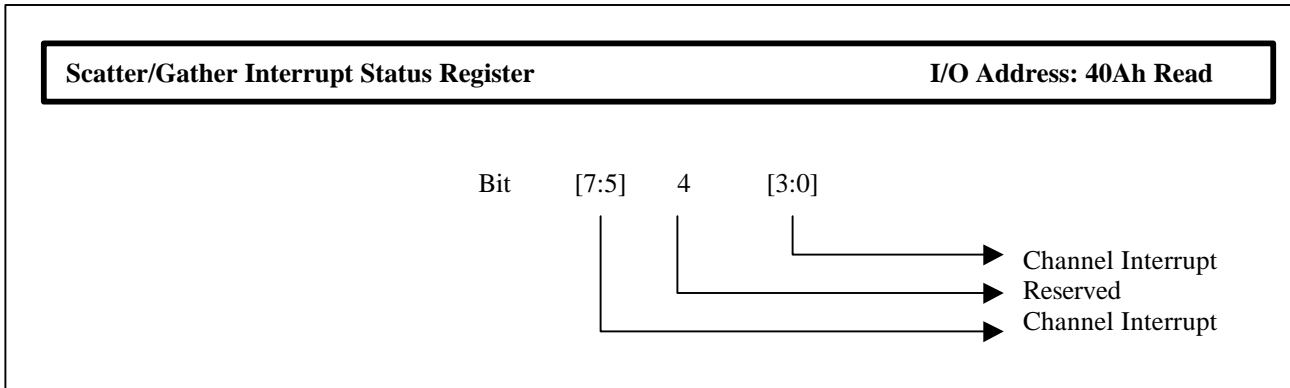 Scatter/Gather Interrupt Status Register I/O Address: 40Ah Read
Bit [7:5] 4 [3:0]
Channel Interrupt
Reserved
Channel Interrupt